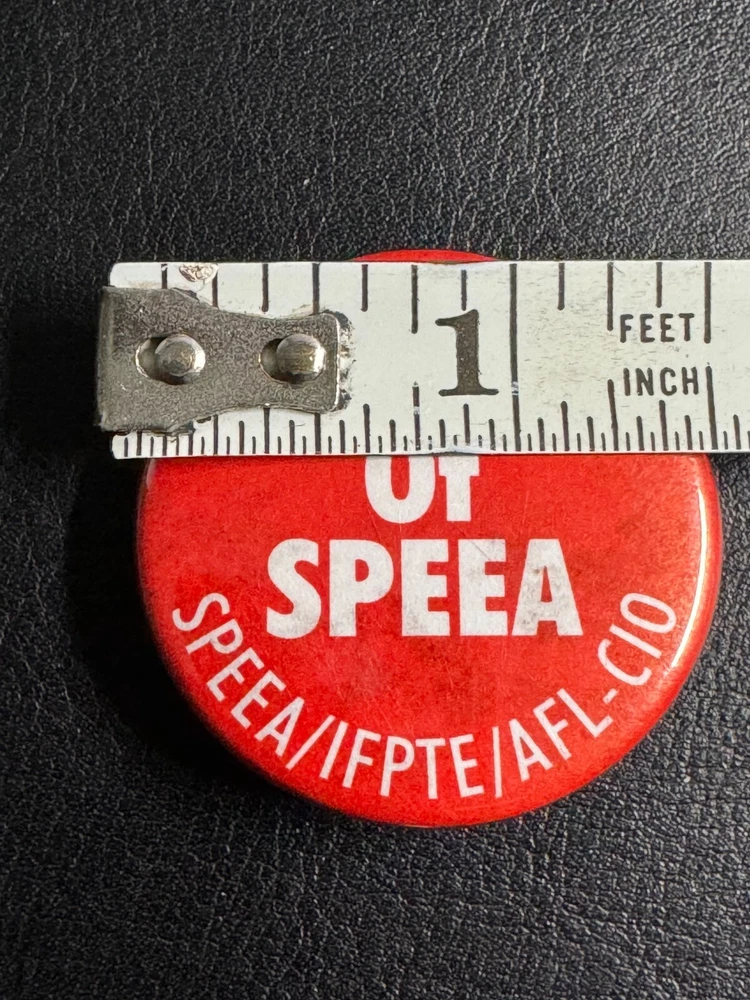 1
FEET
INCH
Of
SPEEA
SPEEA/IFPTE/AFL-CIO